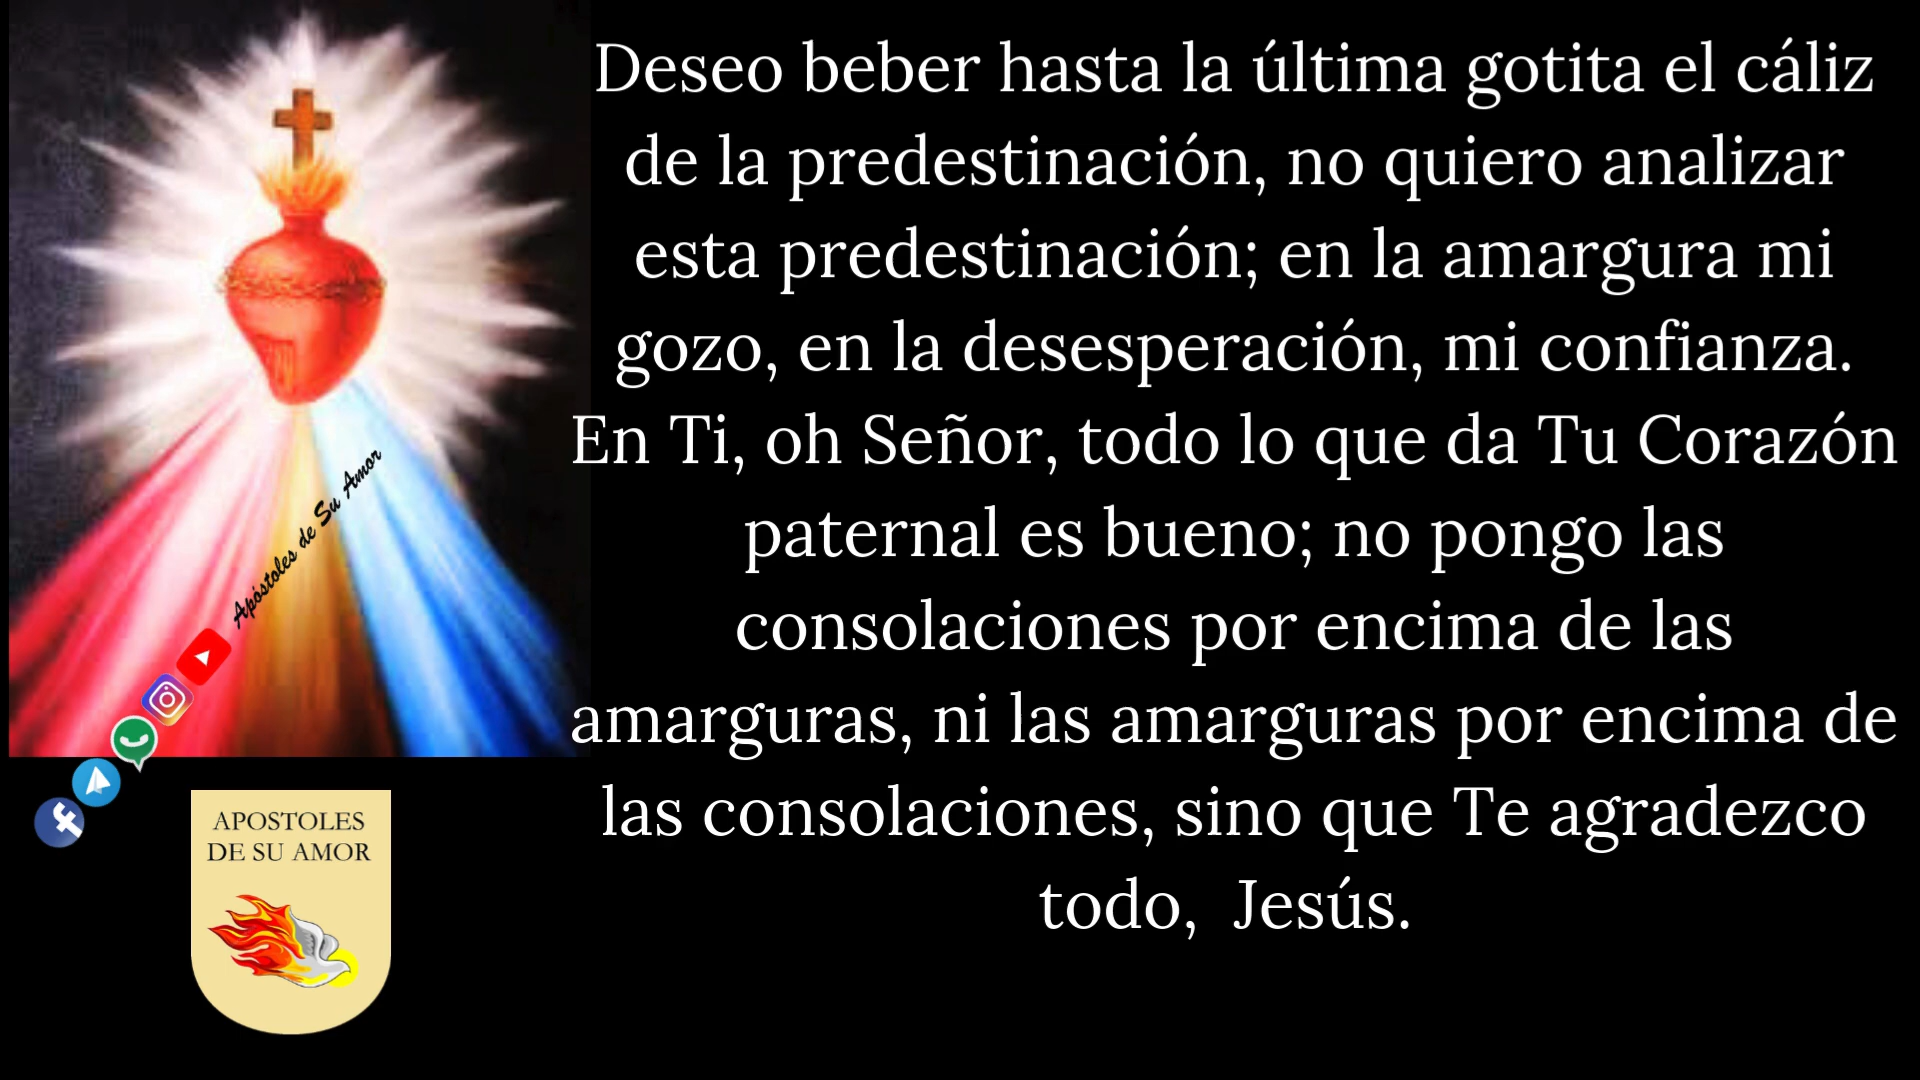 Deseo beber hasta la última gotita el cáliz
de la predestinación, no quiero analizar
esta predestinación; en la amargura mi
gozo, en la desesperación, mi confianza.
En Ti, oh Señor, todo lo que da Tu Corazón
paternal es bueno; no pongo las
consolaciones por encima de las
amarguras, ni las amarguras por encima de
las consolaciones, sino que Te agradezco
todo,  Jesús.
Apóstoles de Su Amor
APOSTOLES
DE SU AMOR